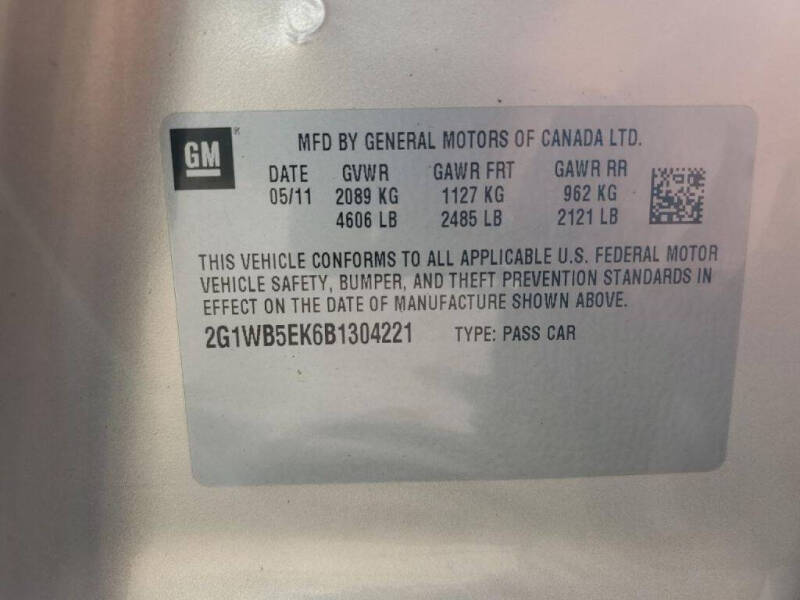 GM
MFD BY GENERAL MOTORS OF CANADA LTD.
DATE GVWR GAWR FRT GAWR RR
05/11 2089 KG 1127 KG 962 KG
4606 LB 2485 LB 2121 LB
THIS VEHICLE CONFORMS TO ALL APPLICABLE U.S. FEDERAL MOTOR
VEHICLE SAFETY, BUMPER, AND THEFT PREVENTION STANDARDS IN
EFFECT ON THE DATE OF MANUFACTURE SHOWN ABOVE.
2G1WB5EK6B1304221 TYPE: PASS CAR